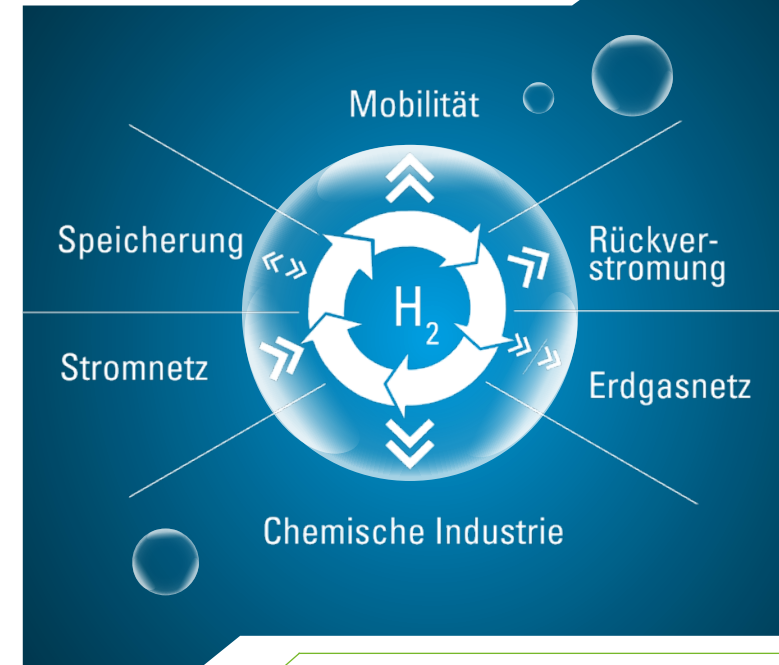 Mobilität
Speicherung
Rückver-
stromung
H₂
Stromnetz
Erdgasnetz
Chemische Industrie